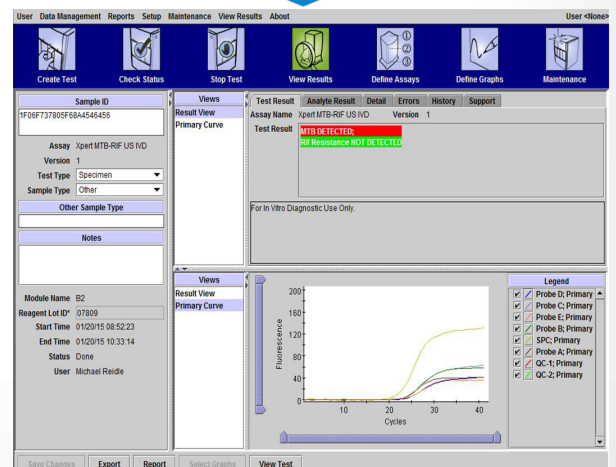 User Data Management Reports Setup Maintenance View Results About User <None>
Create Test Check Status Stop Test View Results Define Assays Define Graphs Maintenance
Sample ID
1F06F737805F68A4546456
Assay Xpert MTB-RIF US IVD
Version 1
Test Type Specimen
Sample Type Other
Other Sample Type
Notes
Module Name B2
Reagent Lot ID* 07809
Start Time 01/20/15 08:52:23
End Time 01/20/15 10:33:14
Status Done
User Michael Reidle
Views
Result View
Primary Curve
Test Result Analyte Result Detail Errors History Support
Assay Name Xpert MTB-RIF US IVD Version 1
Test Result MTB DETECTED;
Rif Resistance NOT DETECTED
For In Vitro Diagnostic Use Only.
Views
Result View
Primary Curve
Fluorescence
200
160
120
80
40
0
10 20 30 40
Cycles
Legend
Probe D; Primary
Probe C; Primary
Probe E; Primary
Probe B; Primary
SPC; Primary
Probe A; Primary
QC-1; Primary
QC-2; Primary
Save Changes Export Report Select Graphs View Test